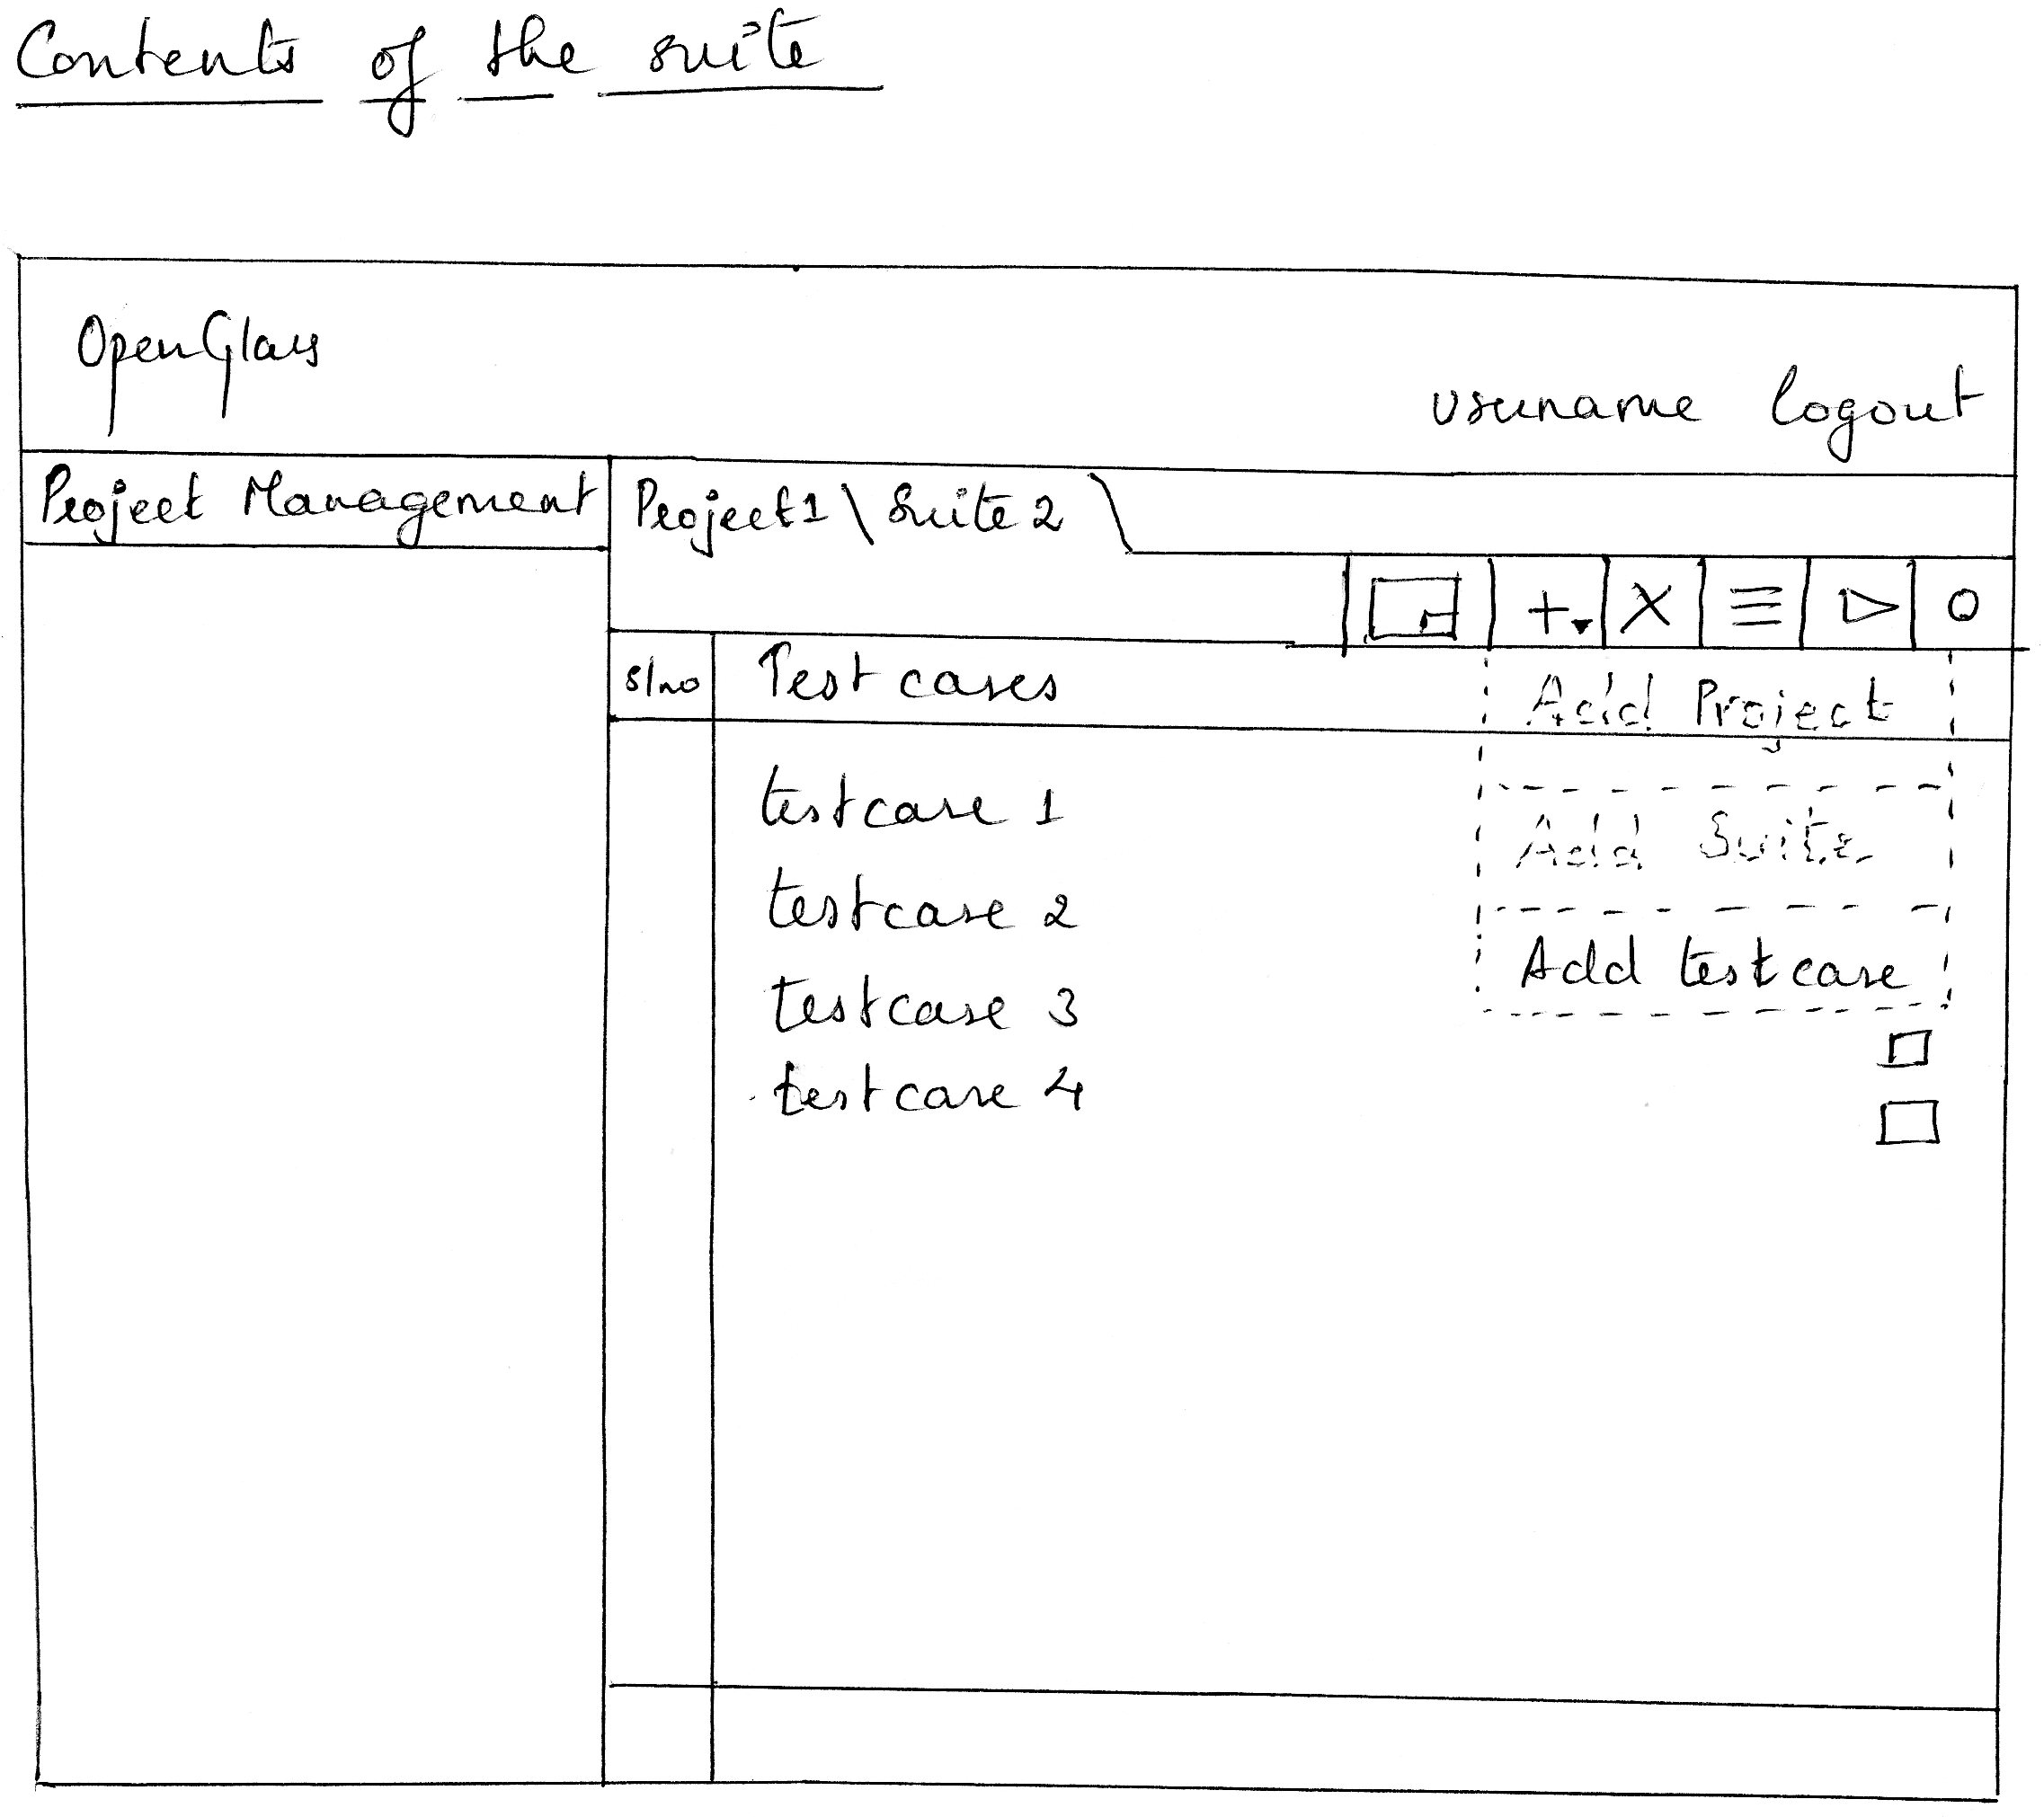 Contents of the suite
OpenGlass
username logout
Project Management
Project1 \ Suite 2
+ X
sl no
Test cases
Add Project
testcase 1
Add Suite
testcase 2
Add testcase
testcase 3
testcase 4